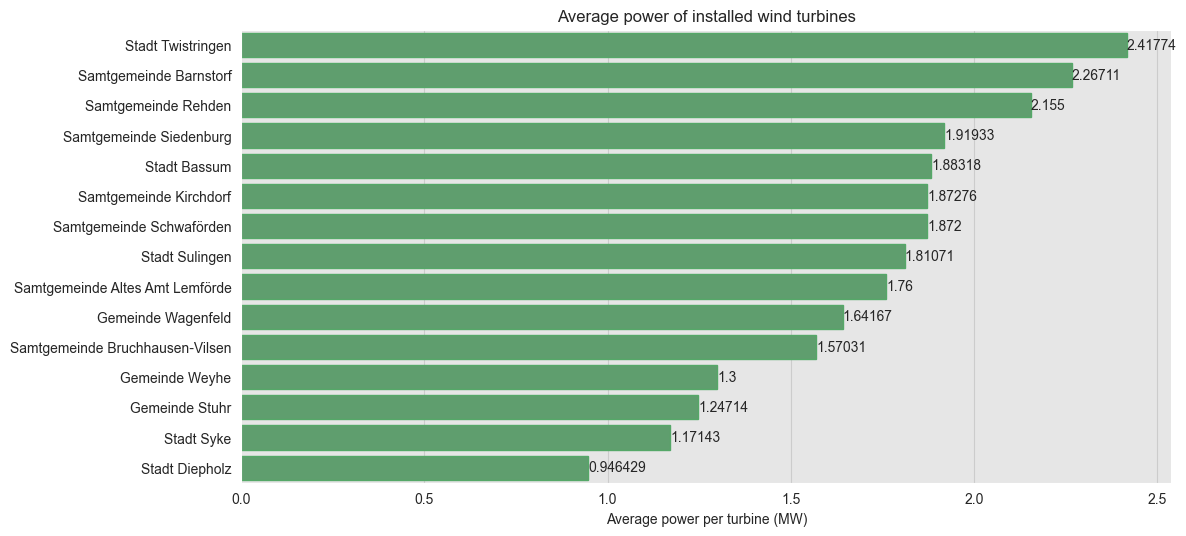 Average power of installed wind turbines
Stadt Twistringen 2.41774
Samtgemeinde Barnstorf 2.26711
Samtgemeinde Rehden 2.155
Samtgemeinde Siedenburg 1.91933
Stadt Bassum 1.88318
Samtgemeinde Kirchdorf 1.87276
Samtgemeinde Schwaförden 1.872
Stadt Sulingen 1.81071
Samtgemeinde Altes Amt Lemförde 1.76
Gemeinde Wagenfeld 1.64167
Samtgemeinde Bruchhausen-Vilsen 1.57031
Gemeinde Weyhe 1.3
Gemeinde Stuhr 1.24714
Stadt Syke 1.17143
Stadt Diepholz 0.946429
0.0 0.5 1.0 1.5 2.0 2.5
Average power per turbine (MW)